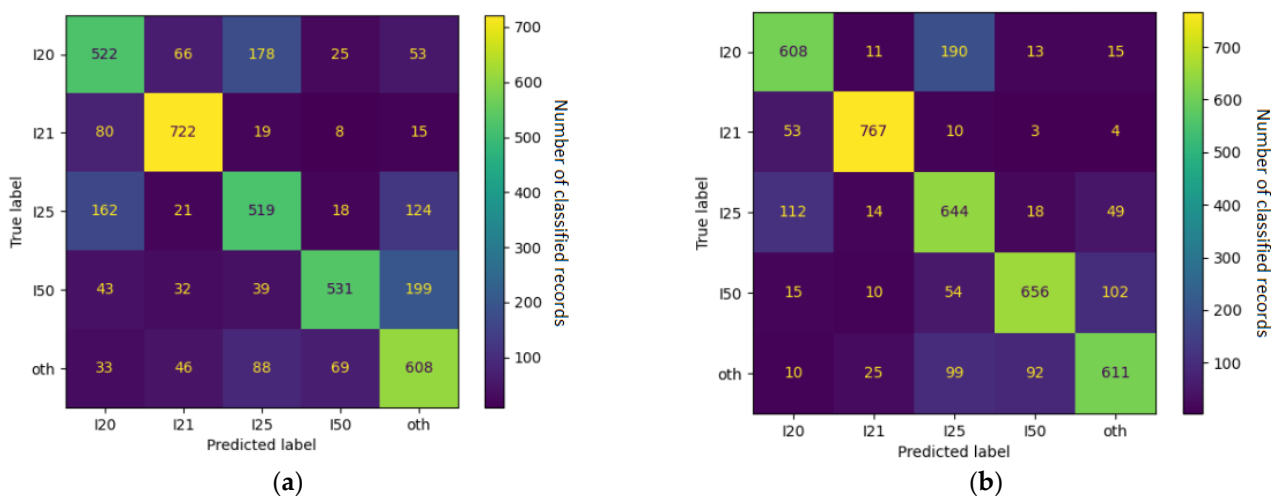 I20 522 66 178 25 53
I21 80 722 19 8 15
I25 162 21 519 18 124
I50 43 32 39 531 199
oth 33 46 88 69 608
I20 I21 I25 I50 oth
Predicted label
True label
700
600
500
400
300
200
100
Number of classified records
(a)
I20 608 11 190 13 15
I21 53 767 10 3 4
I25 112 14 644 18 49
I50 15 10 54 656 102
oth 10 25 99 92 611
I20 I21 I25 I50 oth
Predicted label
True label
700
600
500
400
300
200
100
Number of classified records
(b)